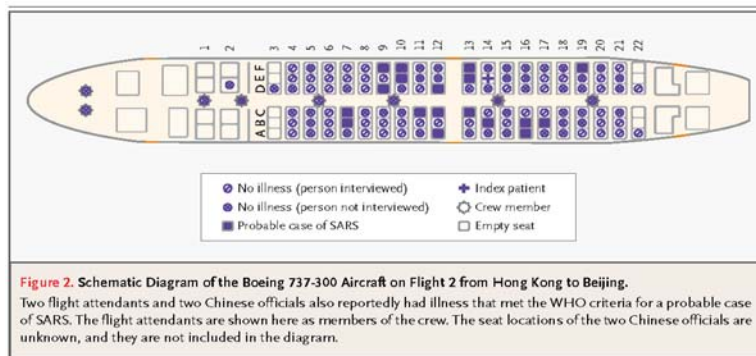 1 2 3 4 5 6 7 8 9 10 11 12 13 14 15 16 17 18 19 20 21 22
DEF
ABC
No illness (person interviewed)
Index patient
No illness (person not interviewed)
Crew member
Probable case of SARS
Empty seat
Figure 2. Schematic Diagram of the Boeing 737-300 Aircraft on Flight 2 from Hong Kong to Beijing.
Two flight attendants and two Chinese officials also reportedly had illness that met the WHO criteria for a probable case
of SARS. The flight attendants are shown here as members of the crew. The seat locations of the two Chinese officials are
unknown, and they are not included in the diagram.